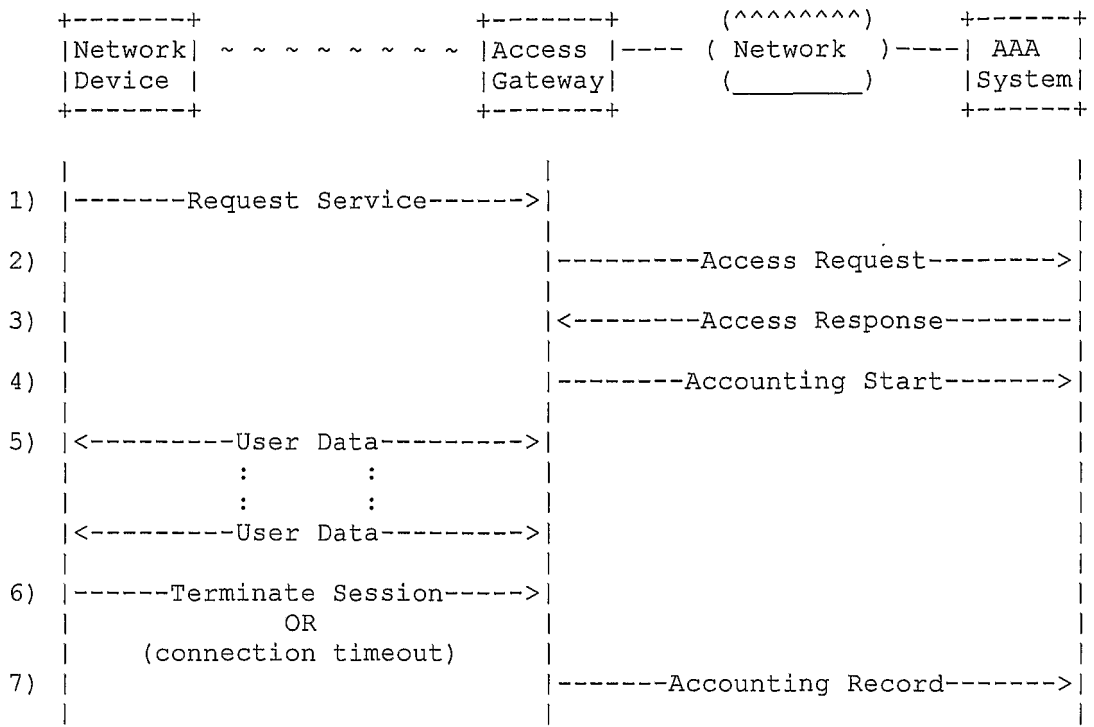 +-------+ +-------+ (^^^^^^^^) +------+
|Network| ~ ~ ~ ~ ~ ~ ~ ~ |Access |---- ( Network )----| AAA |
|Device | |Gateway| (________) |System|
+-------+ +-------+ +------+
1) |-------Request Service------>|
2) |---------Access Request-------->|
3) |<--------Access Response--------|
4) |--------Accounting Start------->|
5) |<---------User Data--------->|
: :
: :
|<---------User Data--------->|
6) |------Terminate Session----->|
OR
(connection timeout)
7) |-------Accounting Record------->|